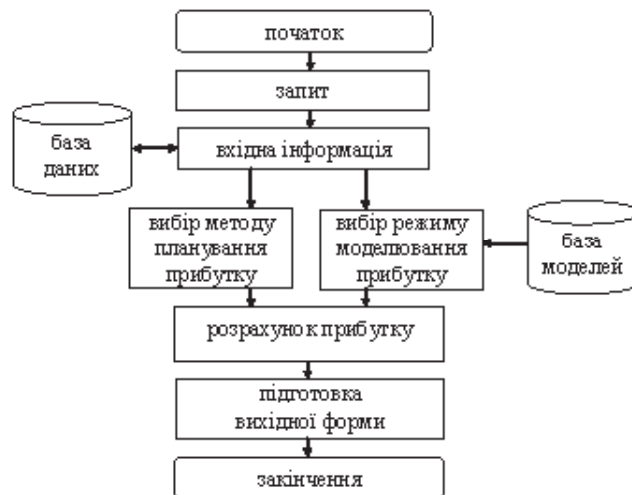 початок
запит
база
даних
вхідна інформація
вибір методу
планування
прибутку
вибір режиму
моделювання
прибутку
база
моделей
розрахунок прибутку
підготовка
вихідної форми
закінчення